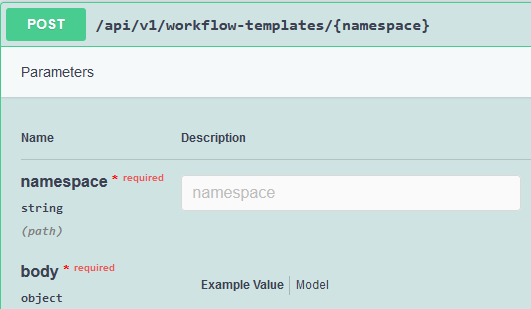 POST /api/v1/workflow-templates/{namespace}
Parameters
Name Description
namespace * required namespace
string
(path)
body * required
Example Value Model
object